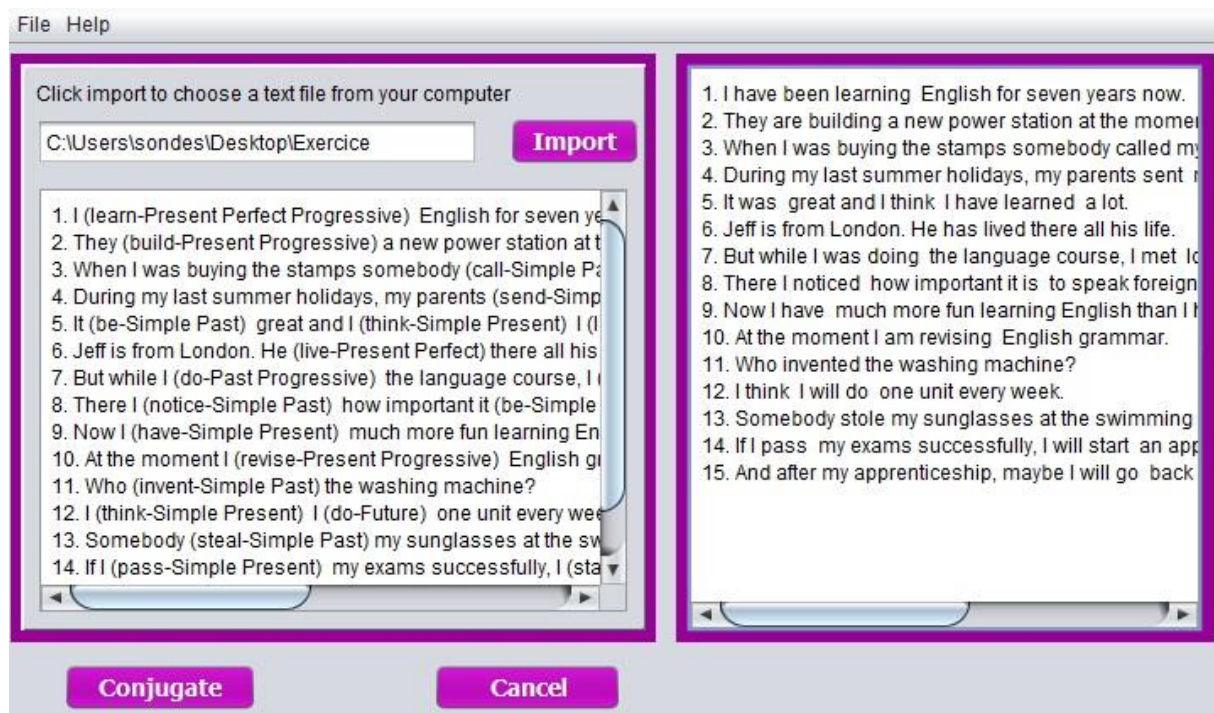 File Help
Click import to choose a text file from your computer
C:\Users\sondes\Desktop\Exercice
Import
1. I (learn-Present Perfect Progressive) English for seven ye
2. They (build-Present Progressive) a new power station at t
3. When I was buying the stamps somebody (call-Simple Pa
4. During my last summer holidays, my parents (send-Simp
5. It (be-Simple Past) great and I (think-Simple Present) I (l
6. Jeff is from London. He (live-Present Perfect) there all his
7. But while I (do-Past Progressive) the language course, I (
8. There I (notice-Simple Past) how important it (be-Simple
9. Now I (have-Simple Present) much more fun learning En
10. At the moment I (revise-Present Progressive) English gr
11. Who (invent-Simple Past) the washing machine?
12. I (think-Simple Present) I (do-Future) one unit every wee
13. Somebody (steal-Simple Past) my sunglasses at the sw
14. If I (pass-Simple Present) my exams successfully, I (sta
1. I have been learning English for seven years now.
2. They are building a new power station at the momen
3. When I was buying the stamps somebody called my
4. During my last summer holidays, my parents sent
5. It was great and I think I have learned a lot.
6. Jeff is from London. He has lived there all his life.
7. But while I was doing the language course, I met lo
8. There I noticed how important it is to speak foreign
9. Now I have much more fun learning English than I h
10. At the moment I am revising English grammar.
11. Who invented the washing machine?
12. I think I will do one unit every week.
13. Somebody stole my sunglasses at the swimming
14. If I pass my exams successfully, I will start an app
15. And after my apprenticeship, maybe I will go back
Conjugate
Cancel